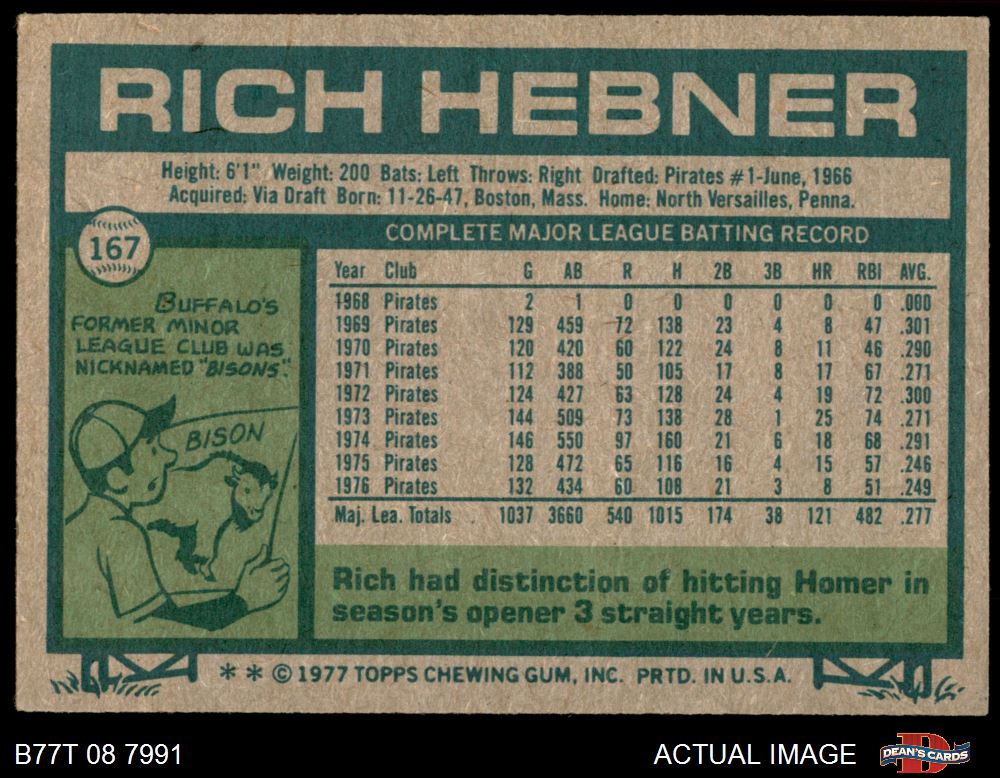 RICH HEBNER
Height: 6'1" Weight: 200 Bats: Left Throws: Right Drafted: Pirates #1-June, 1966
Acquired: Via Draft Born: 11-26-47, Boston, Mass. Home: North Versailles, Penna.
167
COMPLETE MAJOR LEAGUE BATTING RECORD
BUFFALO'S
FORMER MINOR
LEAGUE CLUB WAS
NICKNAMED "BISONS".
BISON
Year Club G AB R H 2B 3B HR RBI AVG.
1968 Pirates 2 1 0 0 0 0 0 0 .000
1969 Pirates 129 459 72 138 23 4 8 47 .301
1970 Pirates 120 420 60 122 24 8 11 46 .290
1971 Pirates 112 388 50 105 17 8 17 67 .271
1972 Pirates 124 427 63 128 24 4 19 72 .300
1973 Pirates 144 509 73 138 28 1 25 74 .271
1974 Pirates 146 550 97 160 21 6 18 68 .291
1975 Pirates 128 472 65 116 16 4 15 57 .246
1976 Pirates 132 434 60 108 21 3 8 51 .249
Maj. Lea. Totals 1037 3660 540 1015 174 38 121 482 .277
Rich had distinction of hitting Homer in
season's opener 3 straight years.
* * © 1977 TOPPS CHEWING GUM, INC. PRTD. IN U.S.A.
B77T 08 7991
ACTUAL IMAGE
DEAN'S CARDS